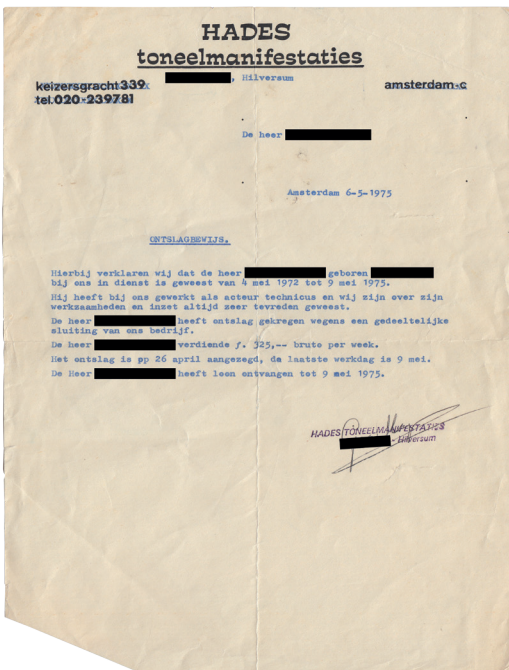 HADES
toneelmanifestaties
, Hilversum
keizersgracht 339
amsterdam-c
tel.020-239781
De heer
Amsterdam 6-5-1975
ONTSLAGBEWIJS.
Hierbij verklaren wij dat de heer geboren
bij ons in dienst is geweest van 4 mei 1972 tot 9 mei 1975.
Hij heeft bij ons gewerkt als acteur technicus en wij zijn over zijn
werkzaamheden en inzet altijd zeer tevreden geweest.
De heer heeft ontslag gekregen wegens een gedeeltelijke
sluiting van ons bedrijf.
De heer verdiende f. 325,-- bruto per week.
Het ontslag is pp 26 april aangezegd, de laatste werkdag is 9 mei.
De Heer heeft loon ontvangen tot 9 mei 1975.
HADES TONEELMANIFESTATIES
- Hilversum